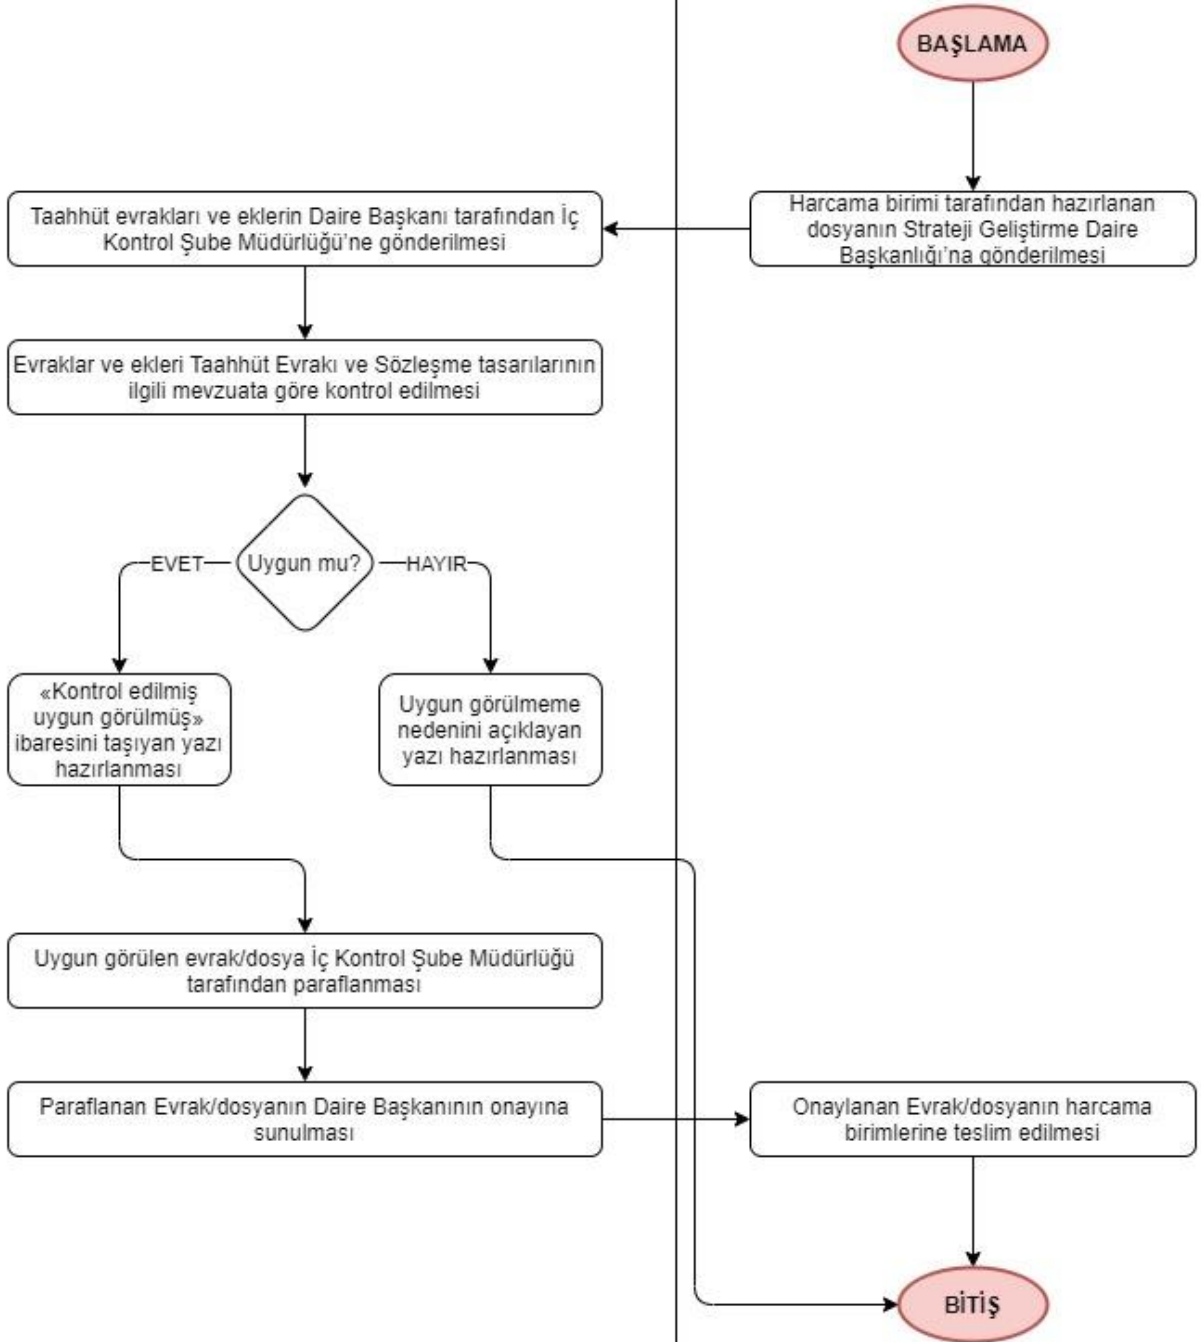 BAŞLAMA
Harcama birimi tarafından hazırlanan
dosyanın Strateji Geliştirme Daire
Başkanlığı'na gönderilmesi
Taahhüt evrakları ve eklerin Daire Başkanı tarafından İç
Kontrol Şube Müdürlüğü'ne gönderilmesi
Evraklar ve ekleri Taahhüt Evrakı ve Sözleşme tasarılarının
ilgili mevzuata göre kontrol edilmesi
Uygun mu?
EVET
HAYIR
«Kontrol edilmiş
uygun görülmüş»
ibaresini taşıyan yazı
hazırlanması
Uygun görülmeme
nedenini açıklayan
yazı hazırlanması
Uygun görülen evrak/dosya İç Kontrol Şube Müdürlüğü
tarafından paraflanması
Paraflanan Evrak/dosyanın Daire Başkanının onayına
sunulması
Onaylanan Evrak/dosyanın harcama
birimlerine teslim edilmesi
BİTİŞ